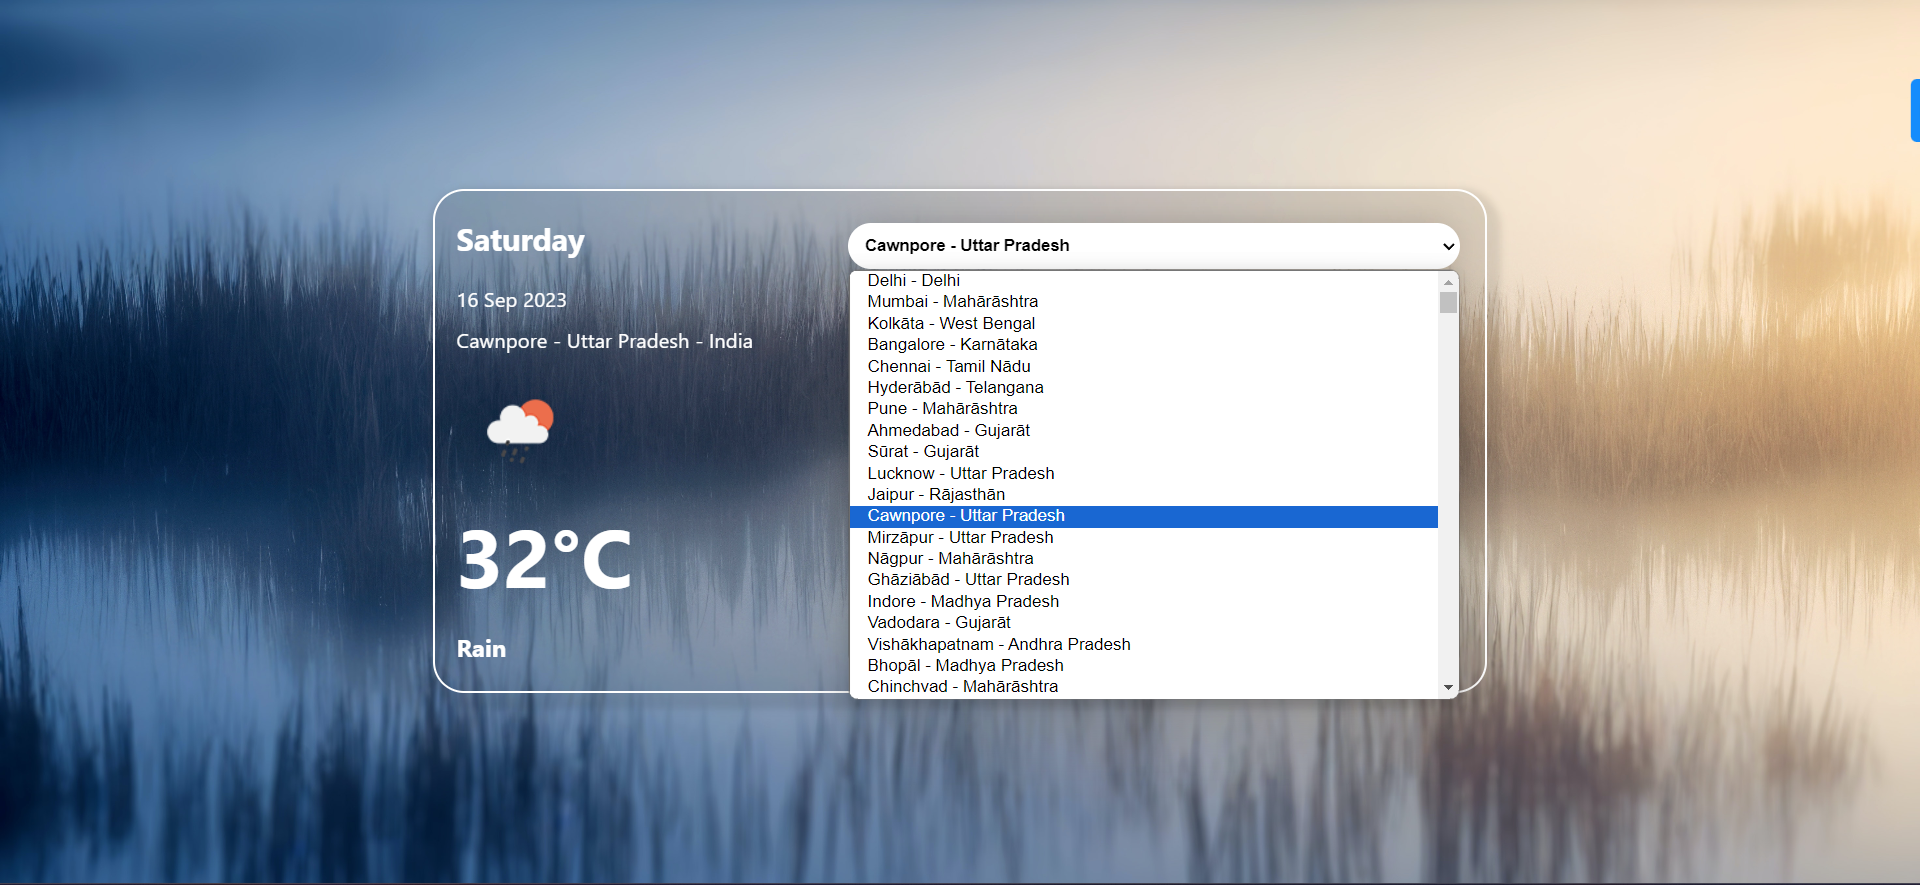 Saturday
16 Sep 2023
Cawnpore - Uttar Pradesh - India
32°C
Rain
Cawnpore - Uttar Pradesh
Delhi - Delhi
Mumbai - Mahārāshtra
Kolkāta - West Bengal
Bangalore - Karnātaka
Chennai - Tamil Nādu
Hyderābād - Telangana
Pune - Mahārāshtra
Ahmedabad - Gujarāt
Sūrat - Gujarāt
Lucknow - Uttar Pradesh
Jaipur - Rājasthān
Cawnpore - Uttar Pradesh
Mirzāpur - Uttar Pradesh
Nāgpur - Mahārāshtra
Ghāziābād - Uttar Pradesh
Indore - Madhya Pradesh
Vadodara - Gujarāt
Vishākhapatnam - Andhra Pradesh
Bhopāl - Madhya Pradesh
Chinchvad - Mahārāshtra